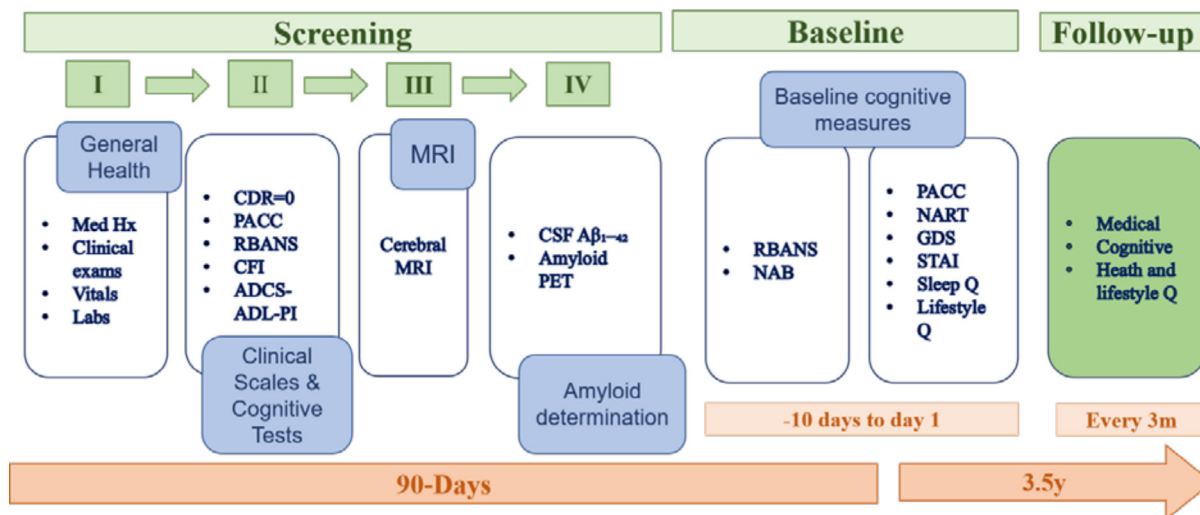 Screening
Baseline
Follow-up
I
II
III
IV
General
Health
• Med Hx
• Clinical
exams
• Vitals
• Labs
• CDR=0
• PACC
• RBANS
• CFI
• ADCS-
ADL-PI
Clinical
Scales &
Cognitive
Tests
MRI
Cerebral
MRI
• CSF Aβ₁₋₄₂
• Amyloid
PET
Amyloid
determination
Baseline cognitive
measures
• RBANS
• NAB
• PACC
• NART
• GDS
• STAI
• Sleep Q
• Lifestyle
Q
• Medical
• Cognitive
• Heath and
lifestyle Q
-10 days to day 1
Every 3m
90-Days
3.5y